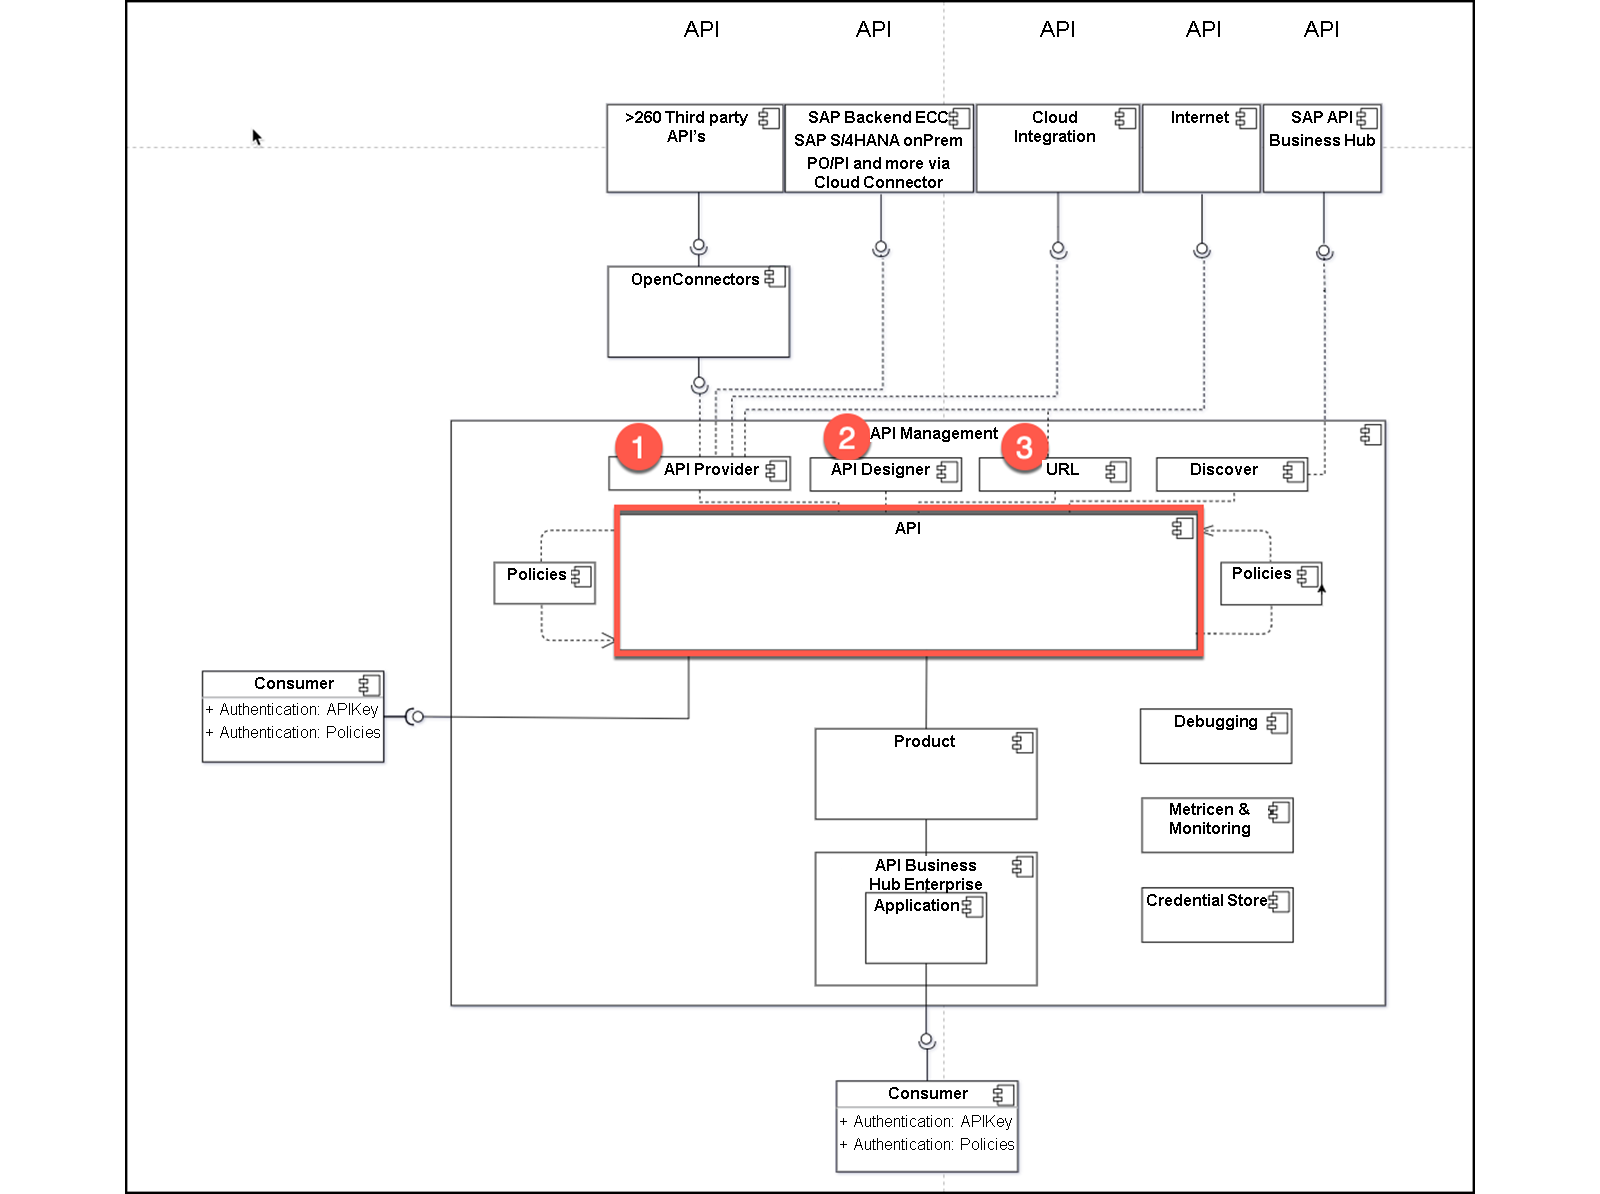 API
API
API
API
API
>260 Third party
API's
SAP Backend ECC
SAP S/4HANA onPrem
PO/PI and more via
Cloud Connector
Cloud
Integration
Internet
SAP API
Business Hub
OpenConnectors
API Management
1
2
3
API Provider
API Designer
URL
Discover
API
Policies
Policies
Consumer
+ Authentication: APIKey
+ Authentication: Policies
Product
Debugging
Metricen &
Monitoring
API Business
Hub Enterprise
Application
Credential Store
Consumer
+ Authentication: APIKey
+ Authentication: Policies